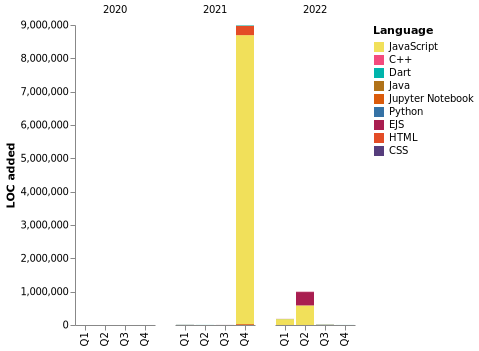 2020 2021 2022
LOC added
9,000,000
8,000,000
7,000,000
6,000,000
5,000,000
4,000,000
3,000,000
2,000,000
1,000,000
0
Q1 Q2 Q3 Q4 Q1 Q2 Q3 Q4 Q1 Q2 Q3 Q4
Language
JavaScript
C++
Dart
Java
Jupyter Notebook
Python
EJS
HTML
CSS